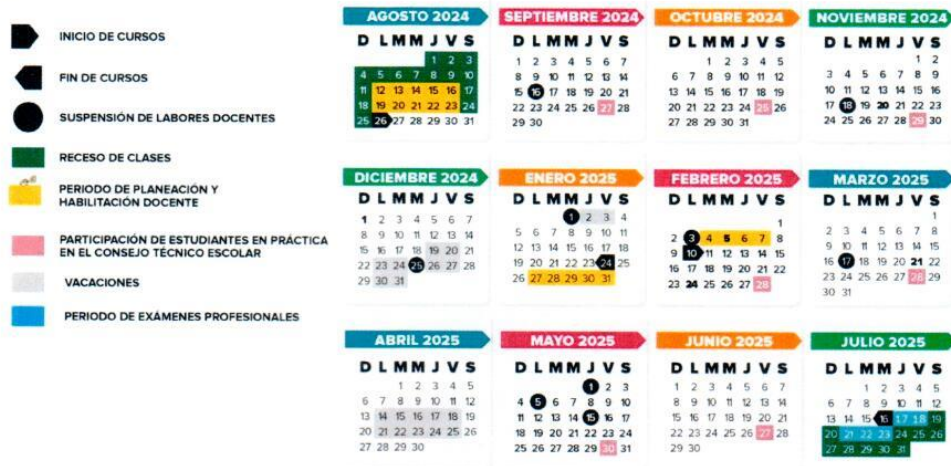 INICIO DE CURSOS
FIN DE CURSOS
SUSPENSIÓN DE LABORES DOCENTES
RECESO DE CLASES
PERIODO DE PLANEACIÓN Y
HABILITACIÓN DOCENTE
PARTICIPACIÓN DE ESTUDIANTES EN PRÁCTICA
EN EL CONSEJO TÉCNICO ESCOLAR
VACACIONES
PERIODO DE EXÁMENES PROFESIONALES
AGOSTO 2024
D L M M J V S
1 2 3
4 5 6 7 8 9 10
11 12 13 14 15 16 17
18 19 20 21 22 23 24
25 26 27 28 29 30 31
SEPTIEMBRE 2024
D L M M J V S
1 2 3 4 5 6 7
8 9 10 11 12 13 14
15 16 17 18 19 20 21
22 23 24 25 26 27 28
29 30
OCTUBRE 2024
D L M M J V S
1 2 3 4 5
6 7 8 9 10 11 12
13 14 15 16 17 18 19
20 21 22 23 24 25 26
27 28 29 30 31
NOVIEMBRE 2024
D L M M J V S
1 2
3 4 5 6 7 8 9
10 11 12 13 14 15 16
17 18 19 20 21 22 23
24 25 26 27 28 29 30
DICIEMBRE 2024
D L M M J V S
1 2 3 4 5 6 7
8 9 10 11 12 13 14
15 16 17 18 19 20 21
22 23 24 25 26 27 28
29 30 31
ENERO 2025
D L M M J V S
1 2 3 4
5 6 7 8 9 10 11
12 13 14 15 16 17 18
19 20 21 22 23 24 25
26 27 28 29 30 31
FEBRERO 2025
D L M M J V S
1
2 3 4 5 6 7 8
9 10 11 12 13 14 15
16 17 18 19 20 21 22
23 24 25 26 27 28
MARZO 2025
D L M M J V S
1
2 3 4 5 6 7 8
9 10 11 12 13 14 15
16 17 18 19 20 21 22
23 24 25 26 27 28 29
30 31
ABRIL 2025
D L M M J V S
1 2 3 4 5
6 7 8 9 10 11 12
13 14 15 16 17 18 19
20 21 22 23 24 25 26
27 28 29 30
MAYO 2025
D L M M J V S
1 2 3
4 5 6 7 8 9 10
11 12 13 14 15 16 17
18 19 20 21 22 23 24
25 26 27 28 29 30 31
JUNIO 2025
D L M M J V S
1 2 3 4 5 6 7
8 9 10 11 12 13 14
15 16 17 18 19 20 21
22 23 24 25 26 27 28
29 30
JULIO 2025
D L M M J V S
1 2 3 4 5
6 7 8 9 10 11 12
13 14 15 16 17 18 19
20 21 22 23 24 25 26
27 28 29 30 31